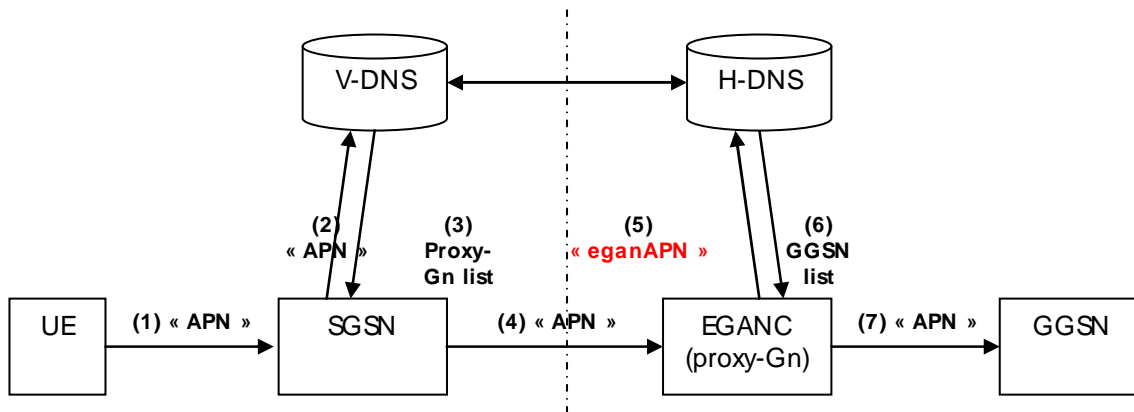 V-DNS
H-DNS
(2)
« APN »
(3)
Proxy-
Gn list
(5)
« eganAPN »
(6)
GGSN
list
UE
(1) « APN »
SGSN
(4) « APN »
EGANC
(proxy-Gn)
(7) « APN »
GGSN